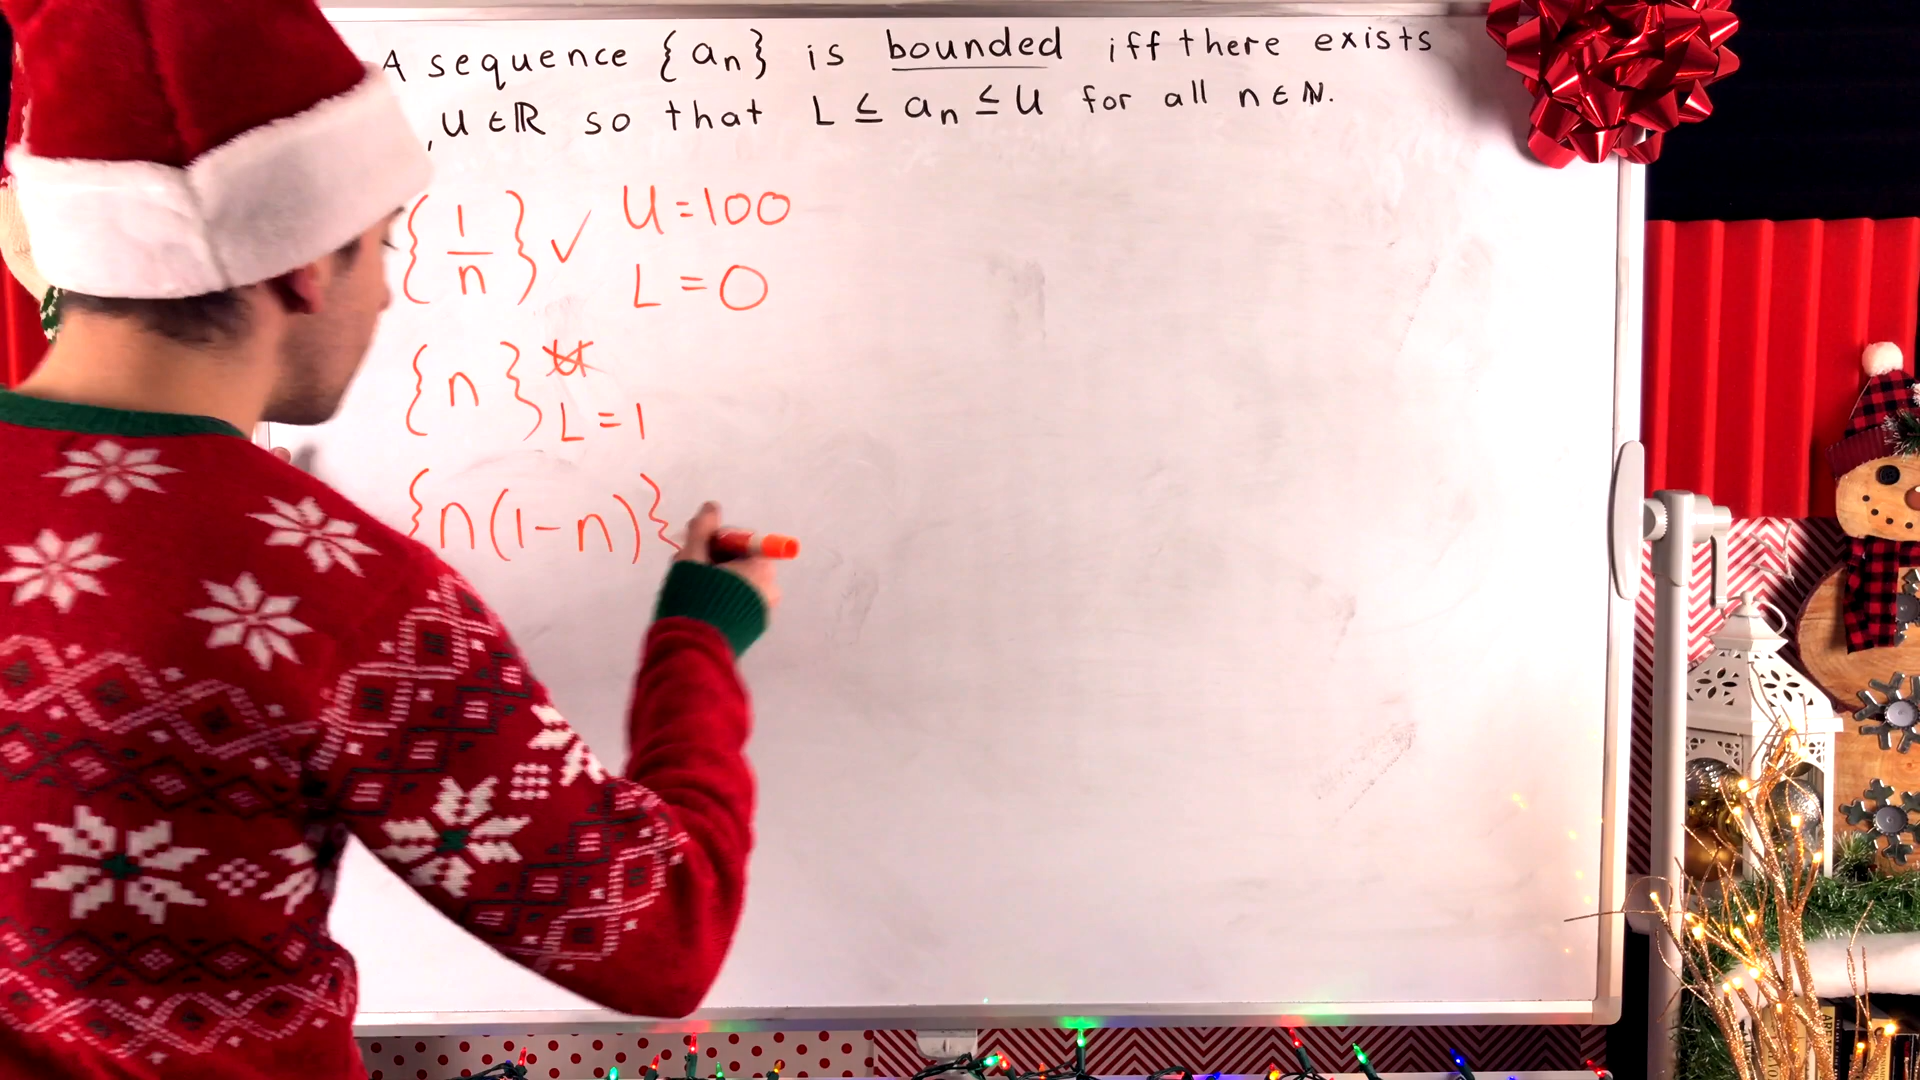 A sequence {aₙ} is bounded iff there exists
, U ∈ ℝ so that L ≤ aₙ ≤ U for all n ∈ ℕ.
{1/n} ✓ U = 100
L = 0
{n}
L = 1
{n(1-n)}